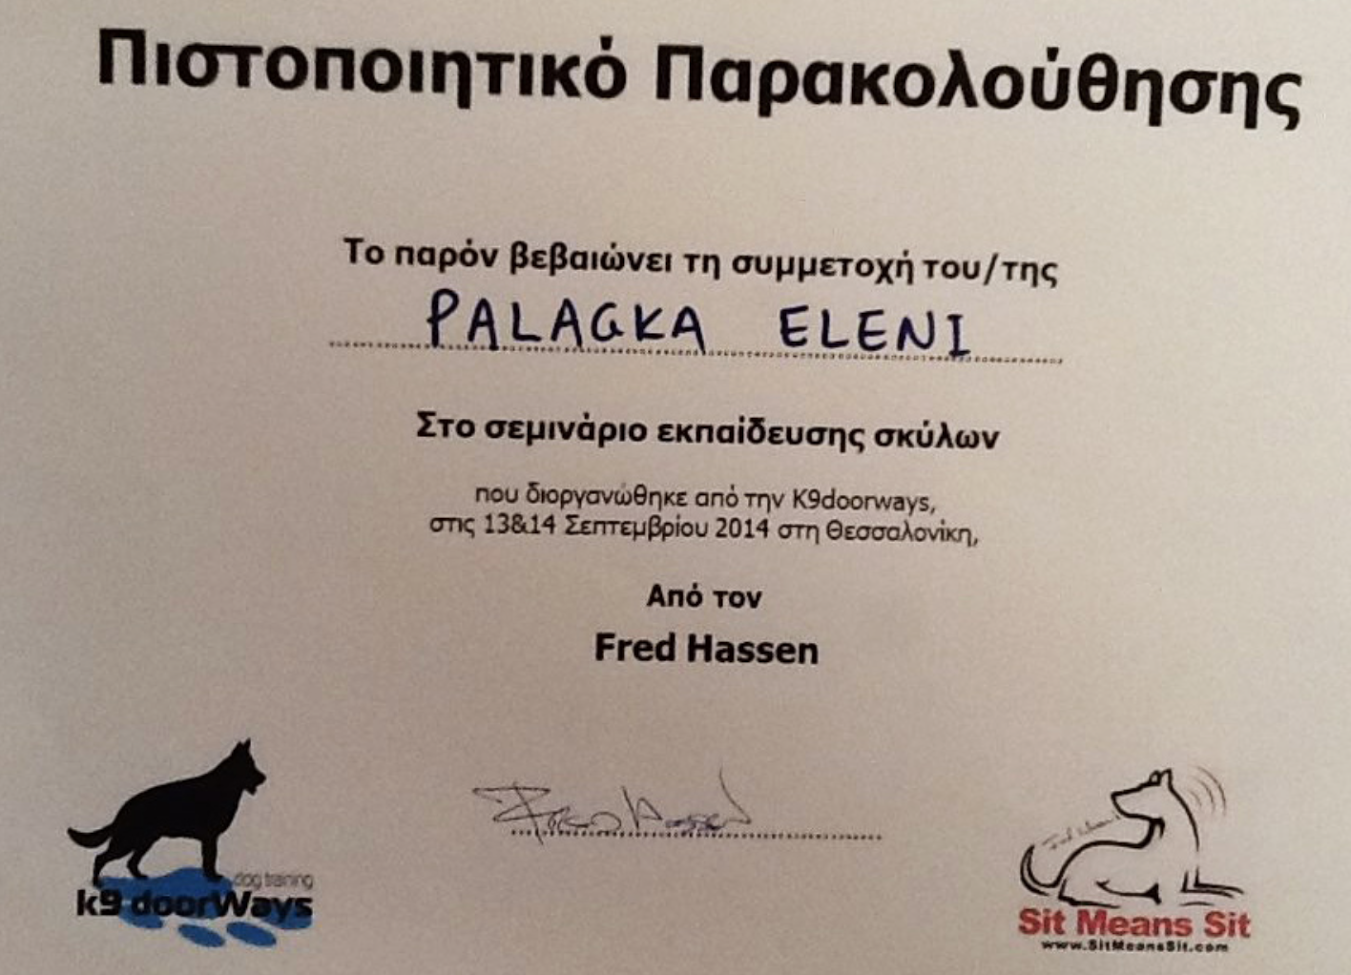 Πιστοποιητικό Παρακολούθησης
Το παρόν βεβαιώνει τη συμμετοχή του/της
PALAGKA ELENI
Στο σεμινάριο εκπαίδευσης σκύλων
που διοργανώθηκε από την K9doorways,
στις 13&14 Σεπτεμβρίου 2014 στη Θεσσαλονίκη,
Από τον
Fred Hassen
dog training
k9 doorWays
Sit Means Sit
www.SitMeansSit.com